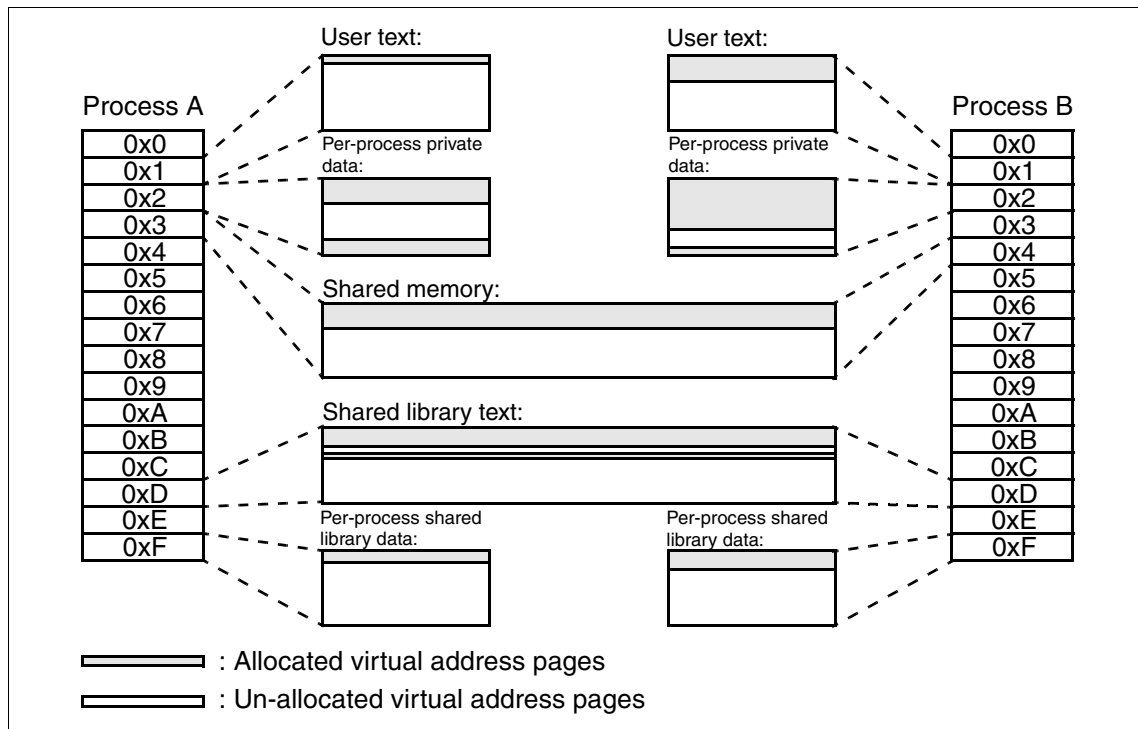 User text:
User text:
Process A
Process B
0x0
0x1
0x2
0x3
0x4
0x5
0x6
0x7
0x8
0x9
0xA
0xB
0xC
0xD
0xE
0xF
Per-process private
data:
Per-process private
data:
Shared memory:
Shared library text:
Per-process shared
library data:
Per-process shared
library data:
0x0
0x1
0x2
0x3
0x4
0x5
0x6
0x7
0x8
0x9
0xA
0xB
0xC
0xD
0xE
0xF
: Allocated virtual address pages
: Un-allocated virtual address pages